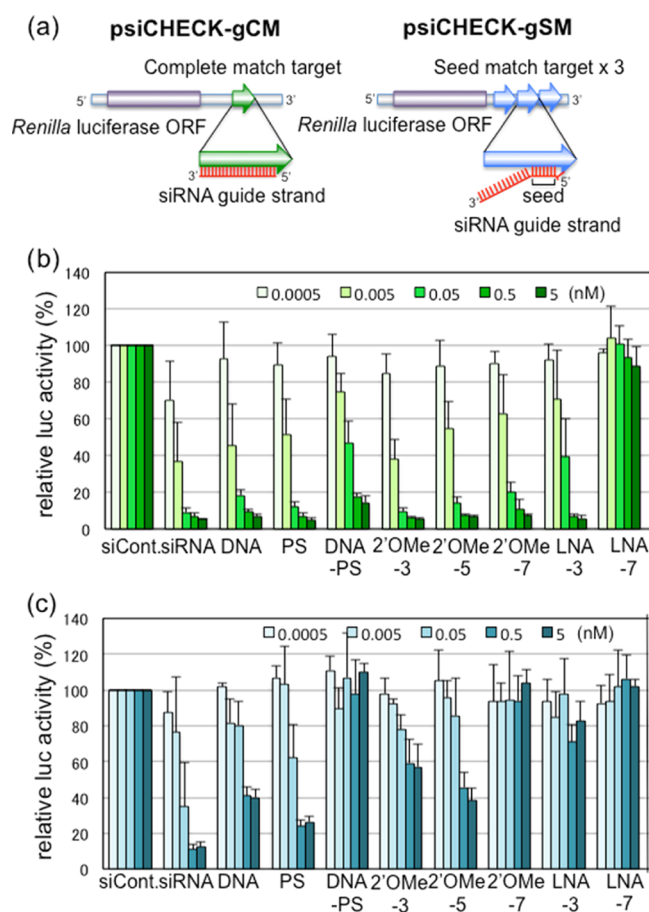 (a)
psiCHECK-gCM
psiCHECK-gSM
Complete match target
Seed match target x 3
5’
3’
5’
3’
Renilla luciferase ORF
Renilla luciferase ORF
3’
5’
siRNA guide strand
5’
seed
3’
siRNA guide strand
(b)
relative luc activity (%)
140
120
100
80
60
40
20
0
0.0005
0.005
0.05
0.5
5
(nM)
siCont.
siRNA
DNA
PS
DNA
-PS
2’OMe
-3
2’OMe
-5
2’OMe
-7
LNA
-3
LNA
-7
(c)
relative luc activity (%)
140
120
100
80
60
40
20
0
0.0005
0.005
0.05
0.5
5
(nM)
siCont.
siRNA
DNA
PS
DNA
-PS
2’OMe
-3
2’OMe
-5
2’OMe
-7
LNA
-3
LNA
-7